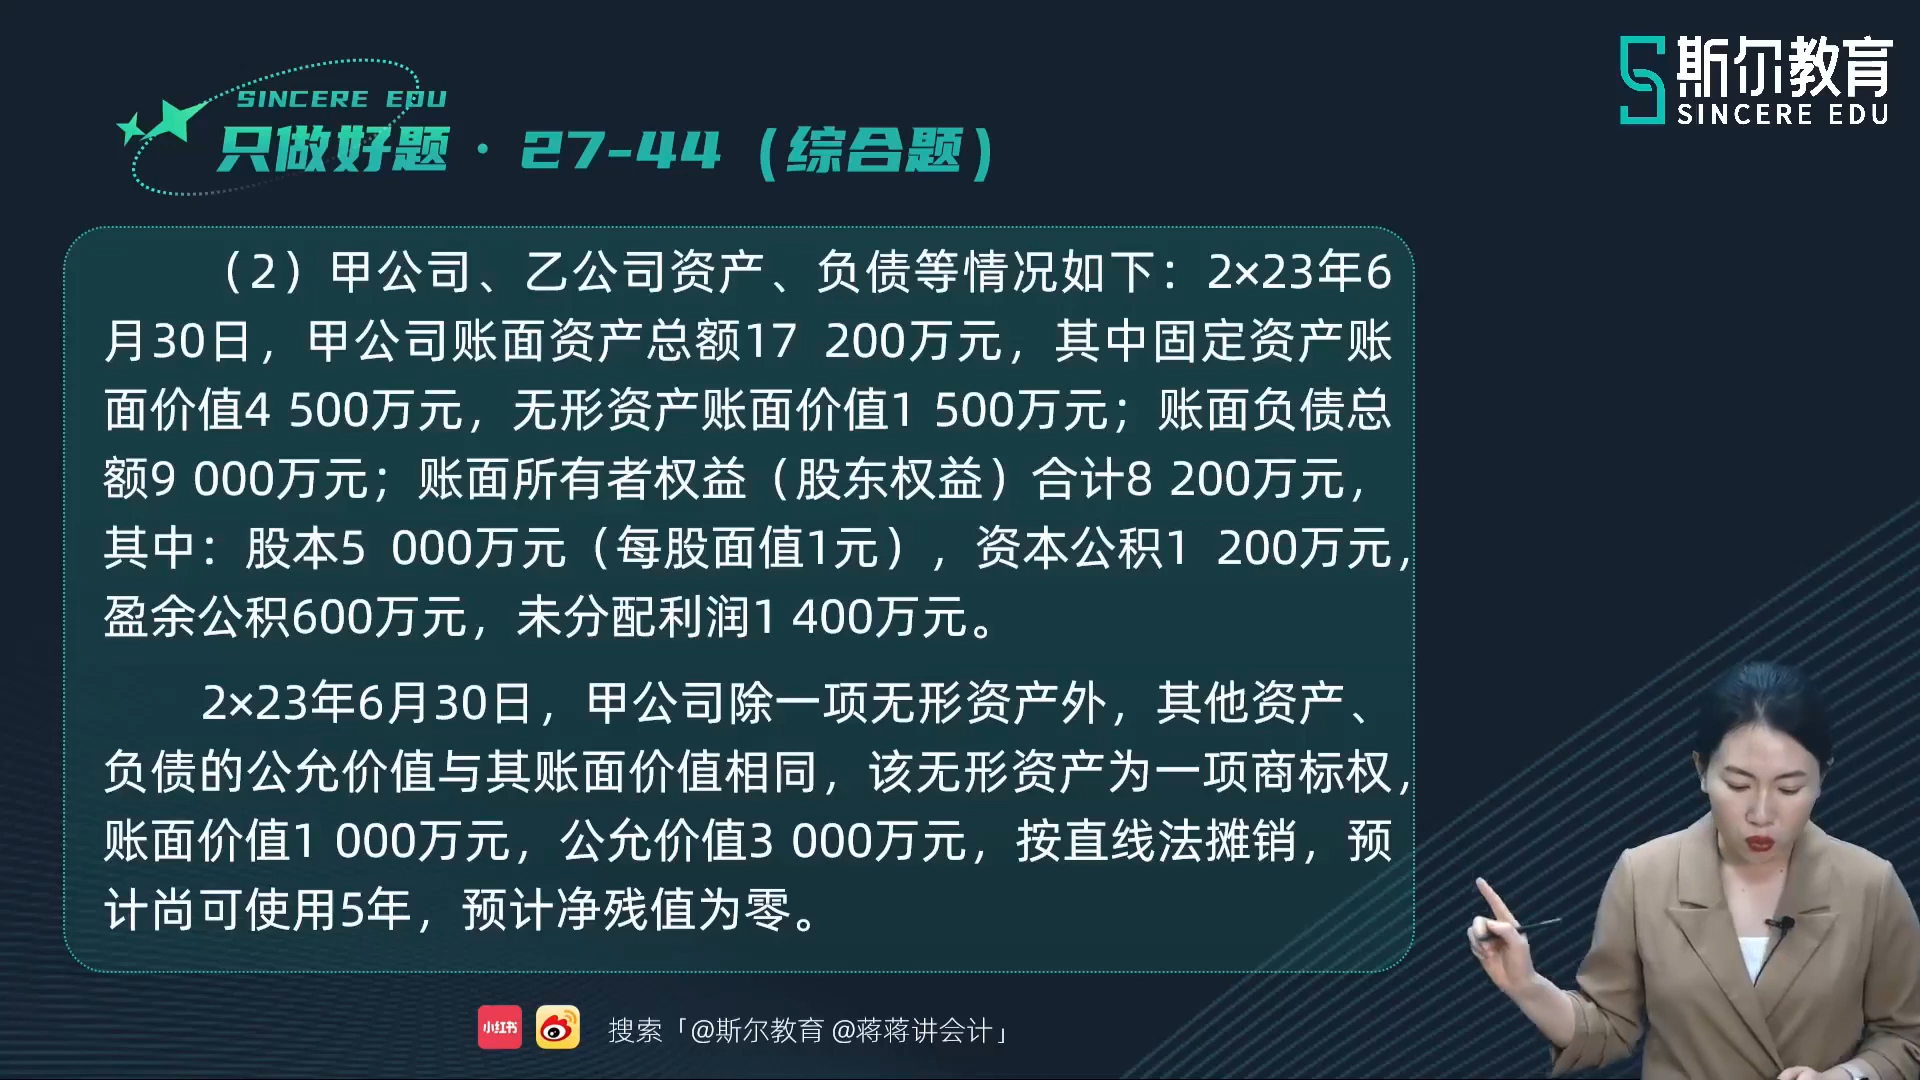 SINCERE EDU
只做好题·27-44（综合题）
斯尔教育
SINCERE EDU
（2）甲公司、乙公司资产、负债等情况如下：2×23年6
月30日，甲公司账面资产总额17 200万元，其中固定资产账
面价值4 500万元，无形资产账面价值1 500万元；账面负债总
额9 000万元；账面所有者权益（股东权益）合计8 200万元，
其中：股本5 000万元（每股面值1元），资本公积1 200万元，
盈余公积600万元，未分配利润1 400万元。
2×23年6月30日，甲公司除一项无形资产外，其他资产、
负债的公允价值与其账面价值相同，该无形资产为一项商标权，
账面价值1 000万元，公允价值3 000万元，按直线法摊销，预
计尚可使用5年，预计净残值为零。
小红书
搜索「@斯尔教育 @蒋蒋讲会计」